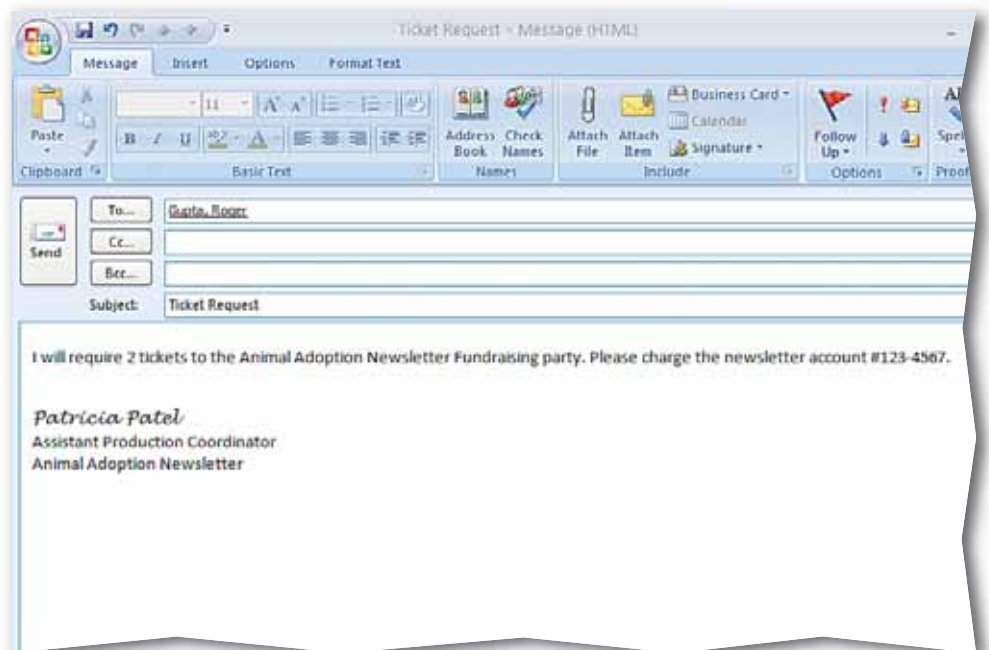 Ticket Request - Message (HTML)
Message Insert Options Format Text
Paste
Clipboard
11
B I U
Basic Text
Address Book
Check Names
Names
Attach File
Attach Item
Business Card
Calendar
Signature
Include
Follow Up
Options
To...
Gupta, Roger
Cc...
Bcc...
Send
Subject: Ticket Request
I will require 2 tickets to the Animal Adoption Newsletter Fundraising party. Please charge the newsletter account #123-4567.
Patricia Patel
Assistant Production Coordinator
Animal Adoption Newsletter